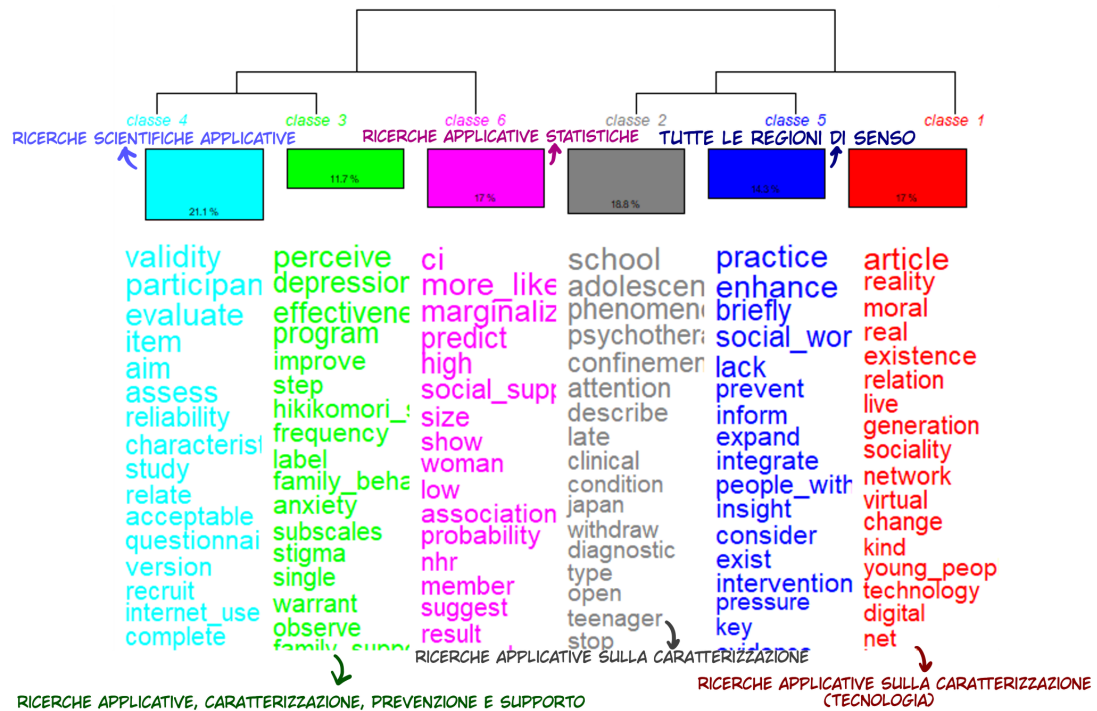 classe 4
classe 3
classe 6
classe 2
classe 5
classe 1
RICERCHE SCIENTIFICHE APPLICATIVE
RICERCHE APPLICATIVE STATISTICHE
TUTTE LE REGIONI DI SENSO
21.1 %
11.7 %
17 %
18.8 %
14.3 %
17 %
validity
participan
evaluate
item
aim
assess
reliability
characterist
study
relate
acceptable
questionnai
version
recruit
internet_use
complete
perceive
depression
effectivene
program
improve
step
hikikomori_s
frequency
label
family_beha
anxiety
subscales
stigma
single
warrant
observe
family_supp
ci
more_like
marginaliz
predict
high
social_supp
size
show
woman
low
association
probability
nhr
member
suggest
result
school
adolescen
phenomen
psychothera
confinemen
attention
describe
late
clinical
condition
japan
withdraw
diagnostic
type
open
teenager
stop
practice
enhance
briefly
social_wor
lack
prevent
inform
expand
integrate
people_with
insight
consider
exist
intervention
pressure
key
evidence
article
reality
moral
real
existence
relation
live
generation
sociality
network
virtual
change
kind
young_peop
technology
digital
net
RICERCHE APPLICATIVE SULLA CARATTERIZZAZIONE
RICERCHE APPLICATIVE SULLA CARATTERIZZAZIONE
(TECNOLOGIA)
RICERCHE APPLICATIVE, CARATTERIZZAZIONE, PREVENZIONE E SUPPORTO